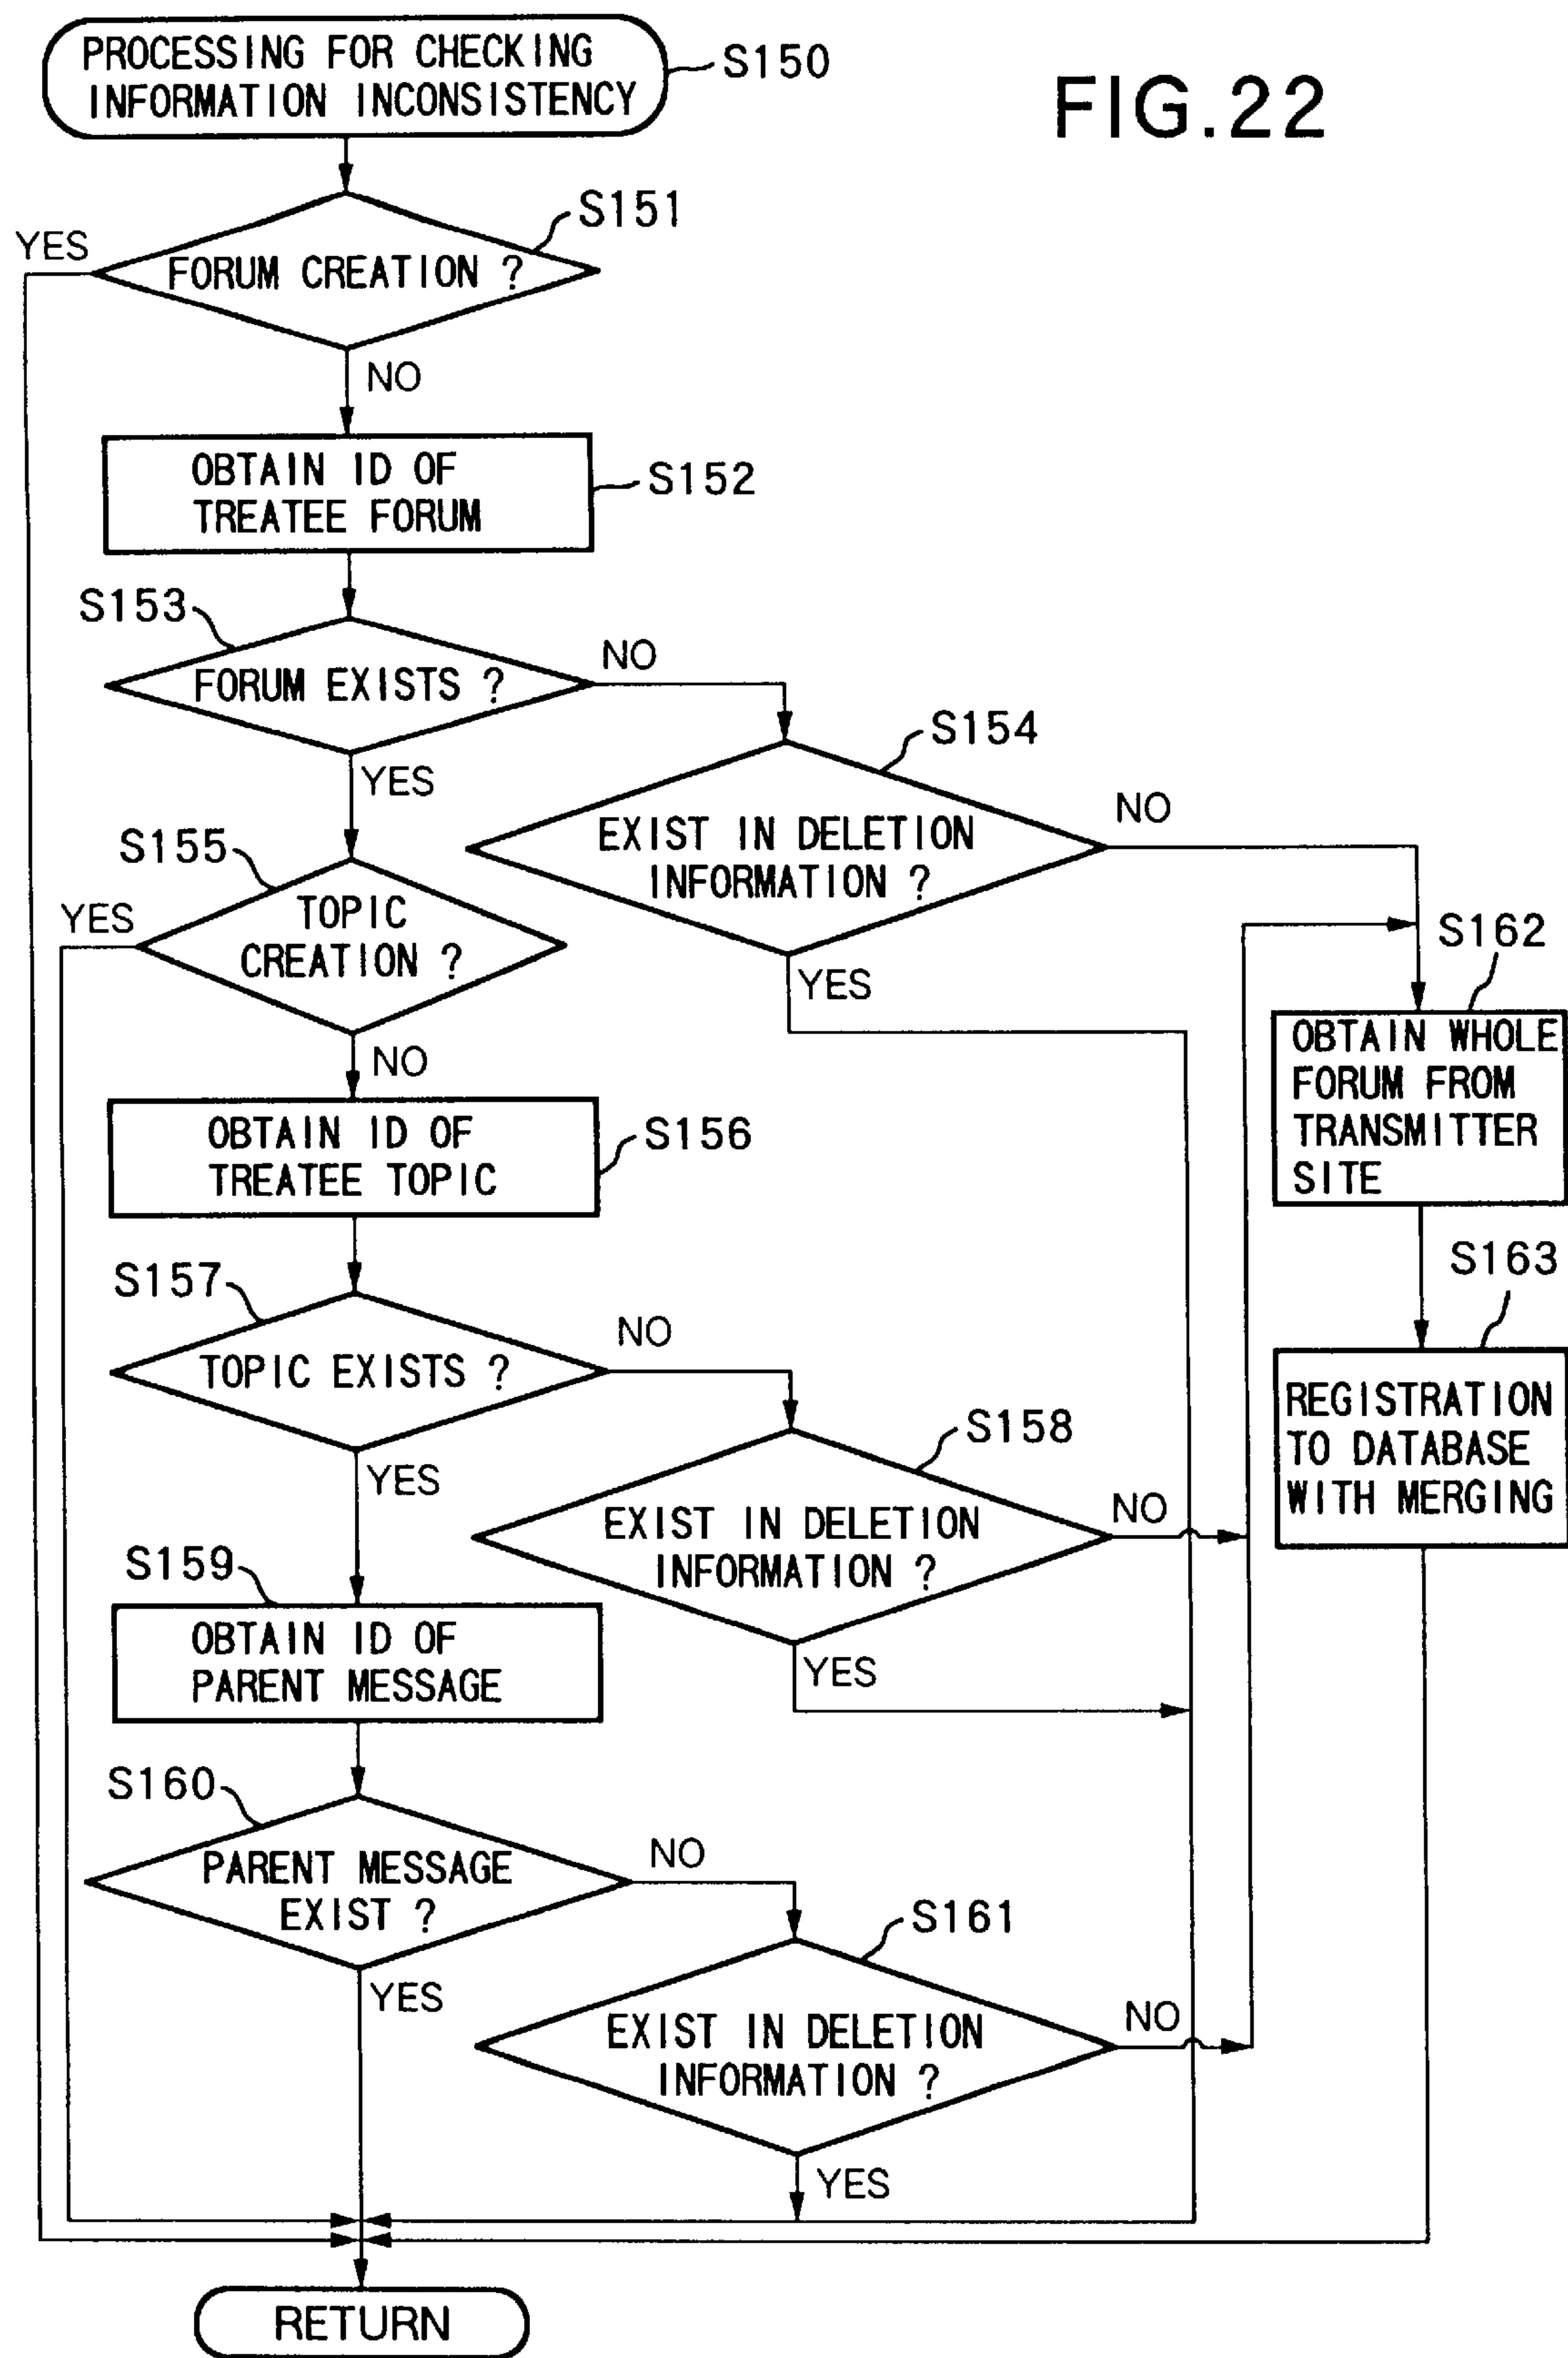 PROCESSING FOR CHECKING
INFORMATION INCONSISTENCY
S150
FIG.22
S151
YES
FORUM CREATION ?
NO
OBTAIN ID OF
TREATEE FORUM
S152
S153
FORUM EXISTS ?
NO
YES
S154
EXIST IN DELETION
INFORMATION ?
NO
YES
S155
YES
TOPIC
CREATION ?
NO
S162
OBTAIN WHOLE
FORUM FROM
TRANSMITTER
SITE
OBTAIN ID OF
TREATEE TOPIC
S156
S157
TOPIC EXISTS ?
NO
YES
S163
REGISTRATION
TO DATABASE
WITH MERGING
S158
EXIST IN DELETION
INFORMATION ?
NO
YES
S159
OBTAIN ID OF
PARENT MESSAGE
S160
PARENT MESSAGE
EXIST ?
NO
YES
S161
EXIST IN DELETION
INFORMATION ?
NO
YES
RETURN